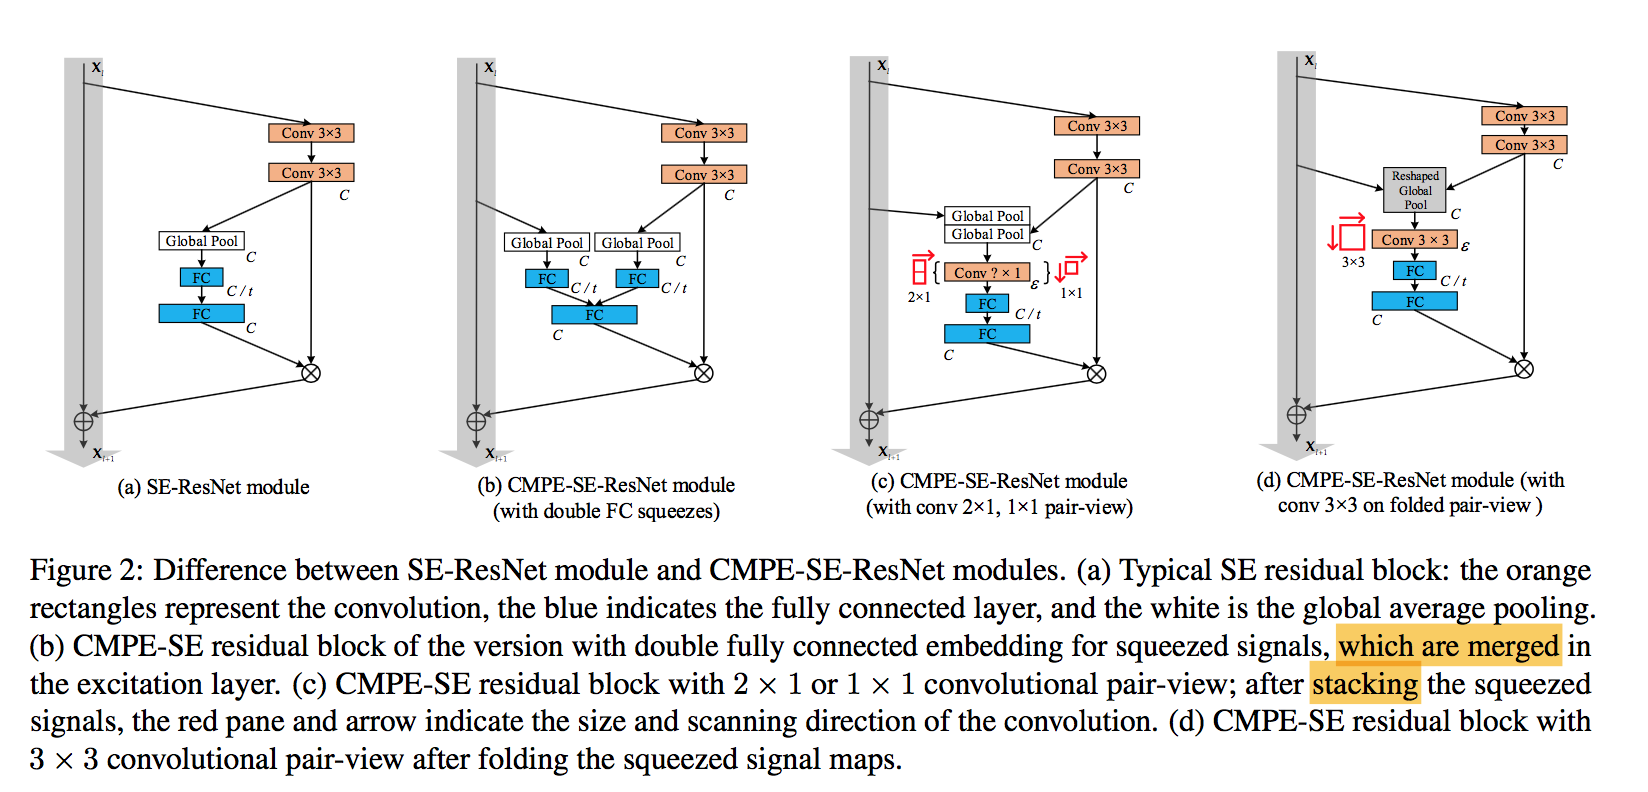 X_t
Conv 3×3
Conv 3×3
C
Global Pool
C
FC
C/t
FC
C
X_{t+1}
(a) SE-ResNet module
X_t
Conv 3×3
Conv 3×3
C
Global Pool Global Pool
C C
FC FC
C/t C/t
FC
C
X_{t+1}
(b) CMPE-SE-ResNet module
(with double FC squeezes)
X_t
Conv 3×3
Conv 3×3
C
Global Pool
Global Pool
C
{ Conv ? × 1 }
ε
2×1 1×1
FC
C/t
FC
C
X_{t+1}
(c) CMPE-SE-ResNet module
(with conv 2×1, 1×1 pair-view)
X_t
Conv 3×3
Conv 3×3
C
Reshaped
Global
Pool
C
Conv 3 × 3
ε
3×3
FC
C/t
FC
C
X_{t+1}
(d) CMPE-SE-ResNet module (with
conv 3×3 on folded pair-view )
Figure 2: Difference between SE-ResNet module and CMPE-SE-ResNet modules. (a) Typical SE residual block: the orange
rectangles represent the convolution, the blue indicates the fully connected layer, and the white is the global average pooling.
(b) CMPE-SE residual block of the version with double fully connected embedding for squeezed signals, which are merged in
the excitation layer. (c) CMPE-SE residual block with 2 × 1 or 1 × 1 convolutional pair-view; after stacking the squeezed
signals, the red pane and arrow indicate the size and scanning direction of the convolution. (d) CMPE-SE residual block with
3 × 3 convolutional pair-view after folding the squeezed signal maps.